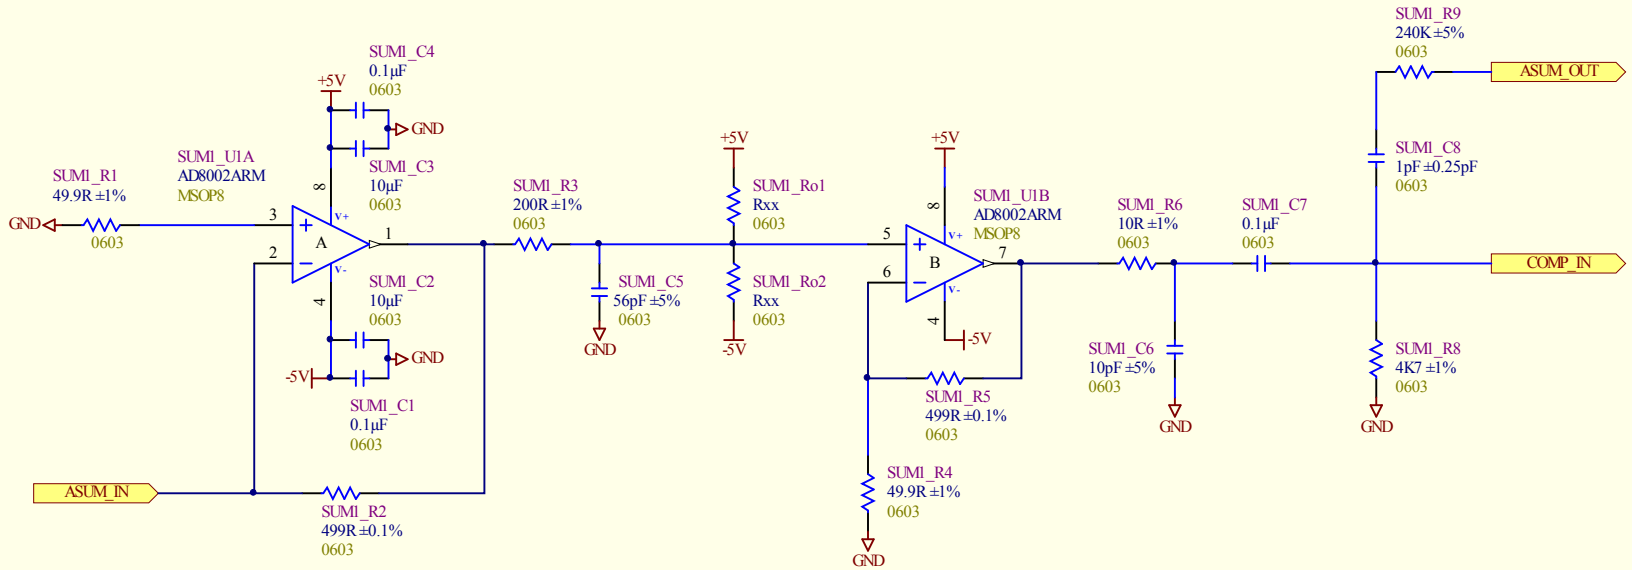 SUM1_R9
240K ±5%
0603
ASUM_OUT
SUM1_C4
0.1µF
0603
+5V
GND
SUM1_C3
10µF
0603
SUM1_U1A
AD8002ARM
MSOP8
SUM1_R1
49.9R ±1%
0603
GND
8
3
2
V+
A
V-
1
4
SUM1_R3
200R ±1%
0603
+5V
SUM1_Ro1
Rxx
0603
SUM1_Ro2
Rxx
0603
-5V
SUM1_C5
56pF ±5%
0603
GND
SUM1_C2
10µF
0603
GND
-5V
SUM1_C1
0.1µF
0603
ASUM_IN
SUM1_R2
499R ±0.1%
0603
+5V
8
SUM1_U1B
AD8002ARM
MSOP8
5
6
V+
B
V-
7
4
-5V
SUM1_R5
499R ±0.1%
0603
SUM1_R4
49.9R ±1%
0603
GND
SUM1_R6
10R ±1%
0603
SUM1_C7
0.1µF
0603
SUM1_C8
1pF ±0.25pF
0603
COMP_IN
SUM1_C6
10pF ±5%
0603
GND
SUM1_R8
4K7 ±1%
0603
GND